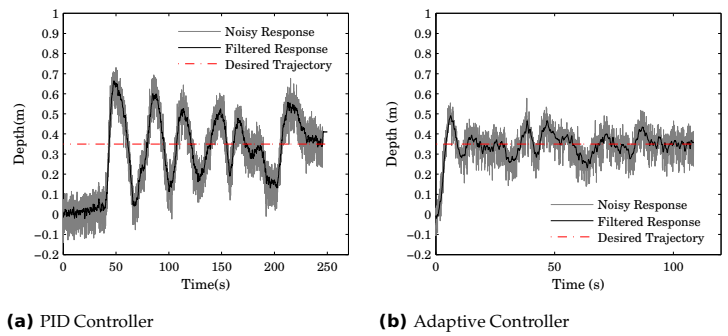 1
0.9
0.8
0.7
0.6
0.5
0.4
0.3
0.2
0.1
0
−0.1
−0.2
Depth(m)
0 50 100 150 200 250
Time(s)
Noisy Response
Filtered Response
Desired Trajectory
(a) PID Controller
1
0.9
0.8
0.7
0.6
0.5
0.4
0.3
0.2
0.1
0
−0.1
−0.2
Depth (m)
0 50 100
Time (s)
Noisy Response
Filtered Response
Desired Trajectory
(b) Adaptive Controller